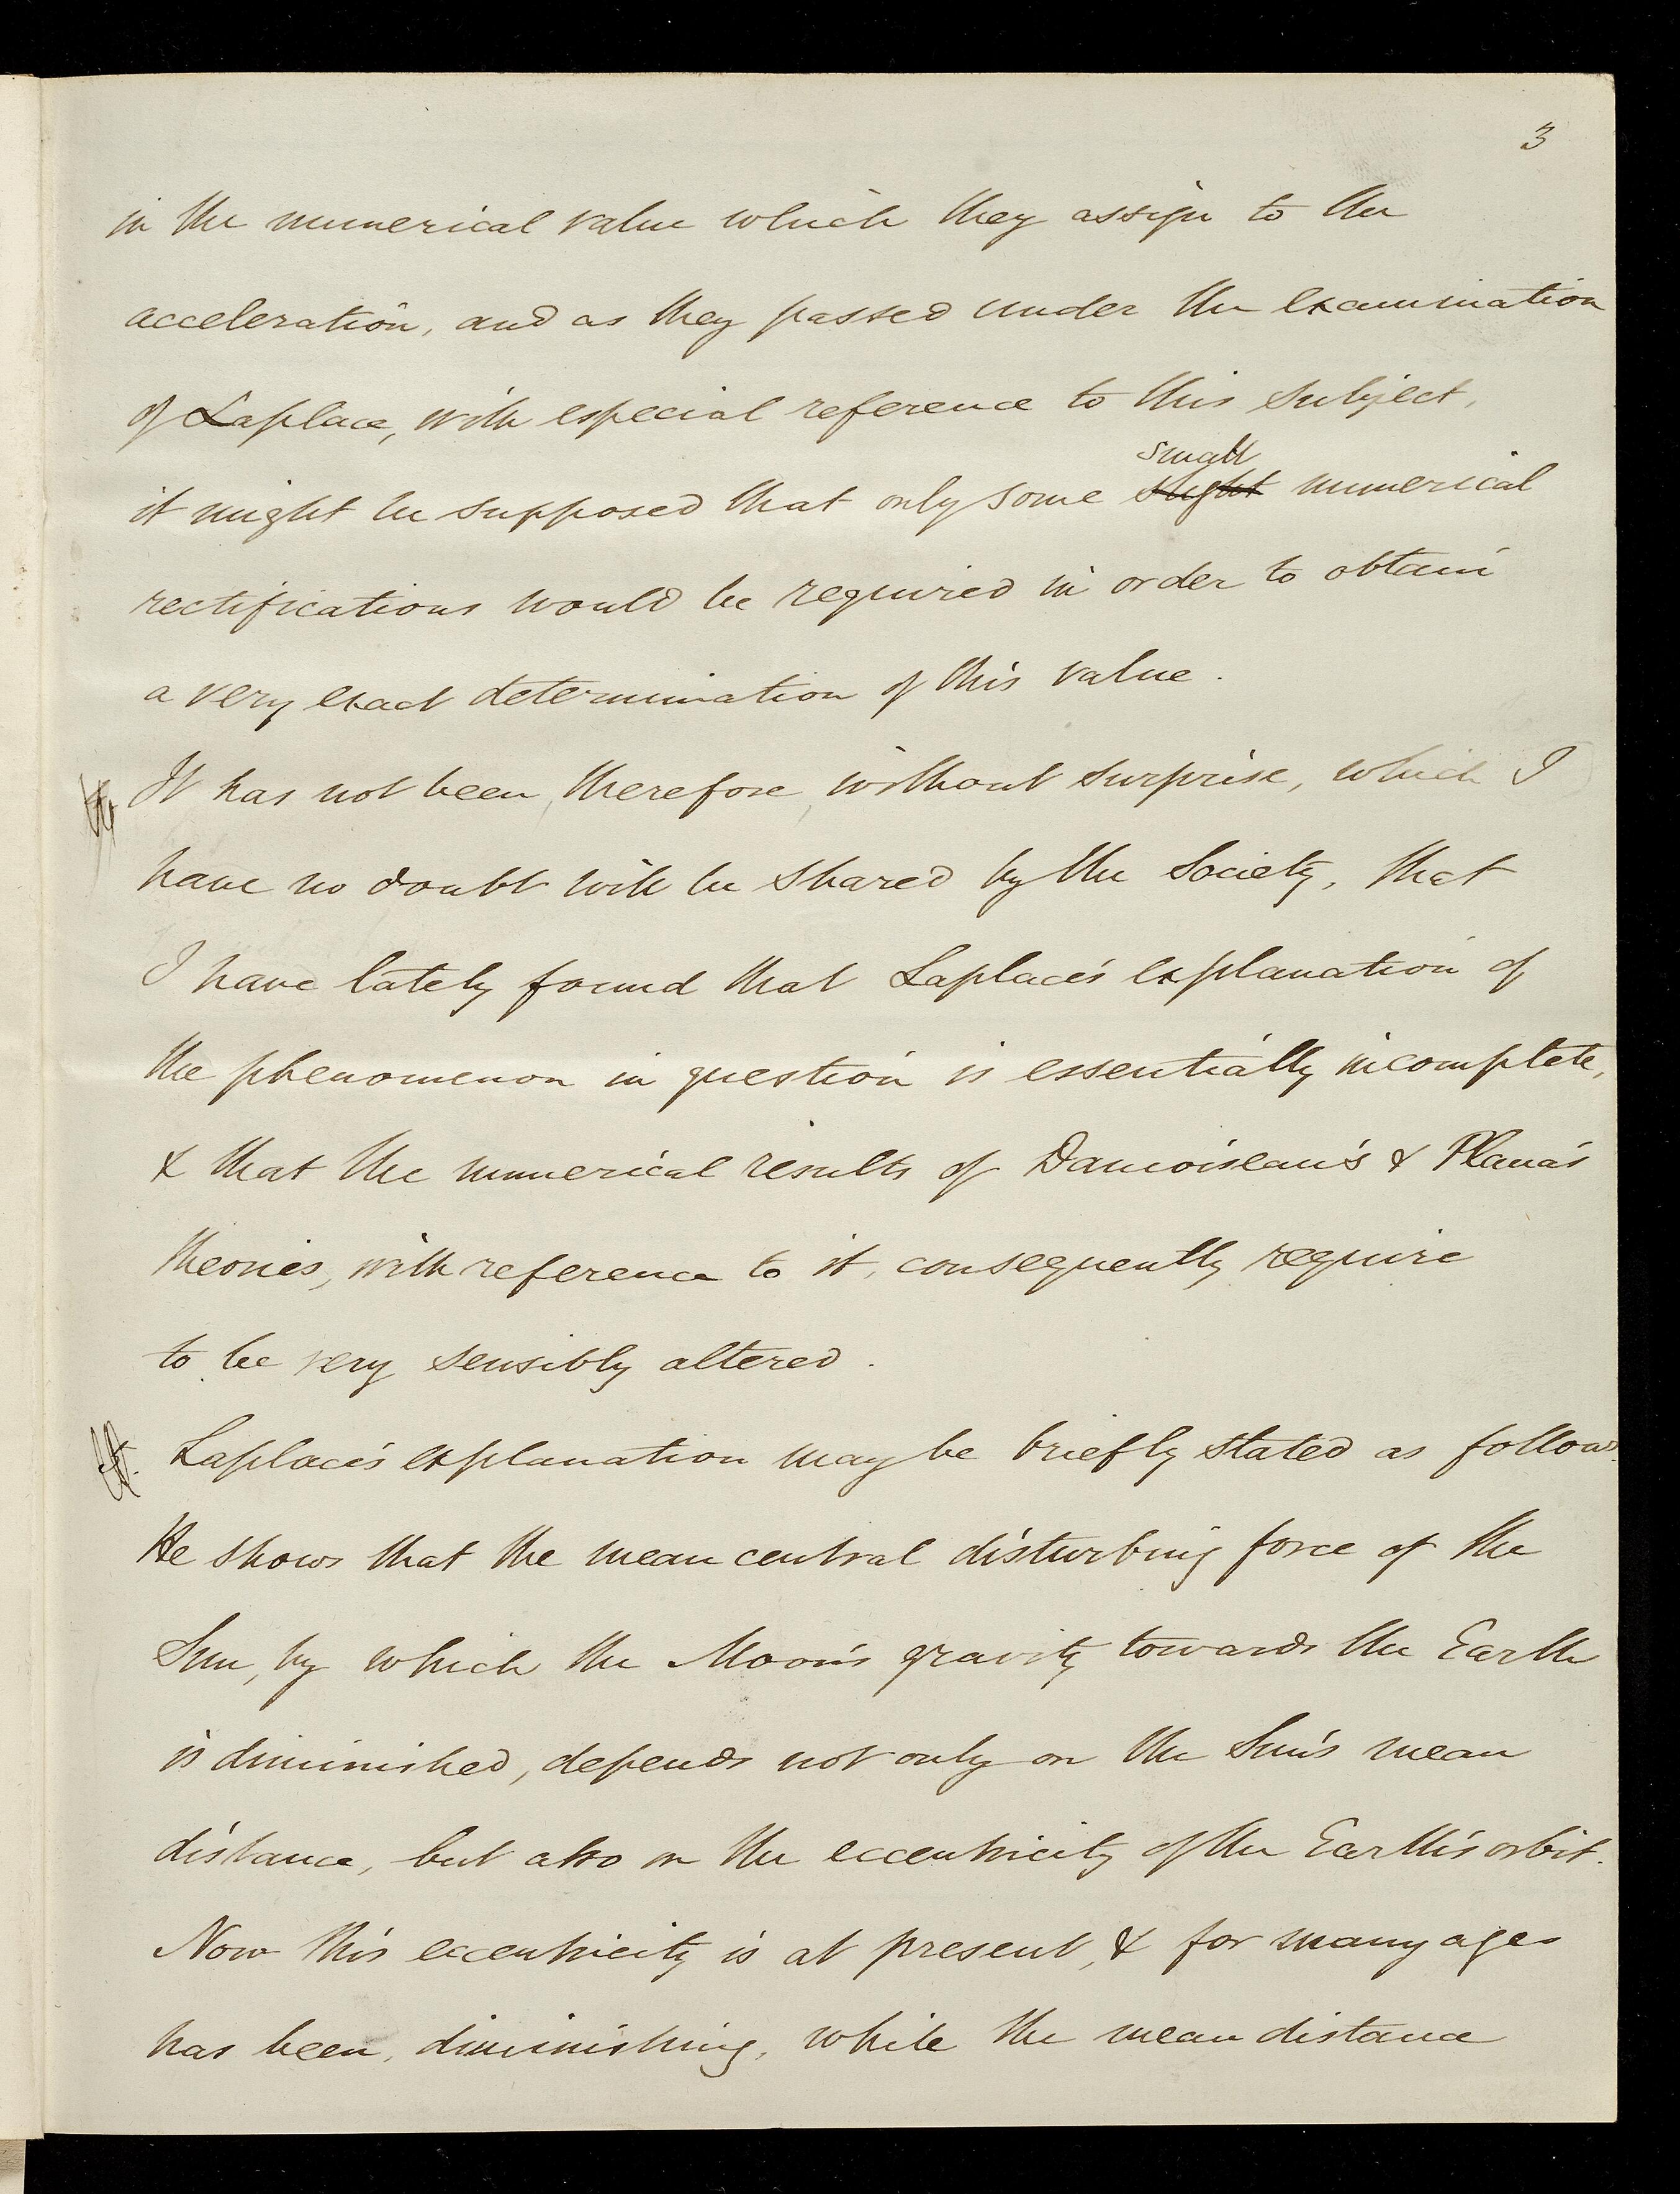 3
in the numerical value which they assign to the
acceleration, and as they passed under the examination
of Laplace, with especial reference to this subject,
small
it might be supposed that only some slight numerical
rectifications would be required in order to obtain
a very exact determination of this value.
It has not been, therefore, without surprise, which I
have no doubt will be shared by the Society, that
I have lately found that Laplace's explanation of
the phenomenon in question is essentially incomplete,
& that the numerical results of Damoiseau's & Plana's
theories, with reference to it, consequently require
to be very sensibly altered.
Laplace's explanation may be briefly stated as follows.
He shows that the mean central disturbing force of the
Sun, by which the Moon's gravity towards the Earth
is diminished, depends not only on the Sun's mean
distance, but also on the eccentricity of the Earth's orbit.
Now this eccentricity is at present, & for many ages
has been, diminishing, while the mean distance